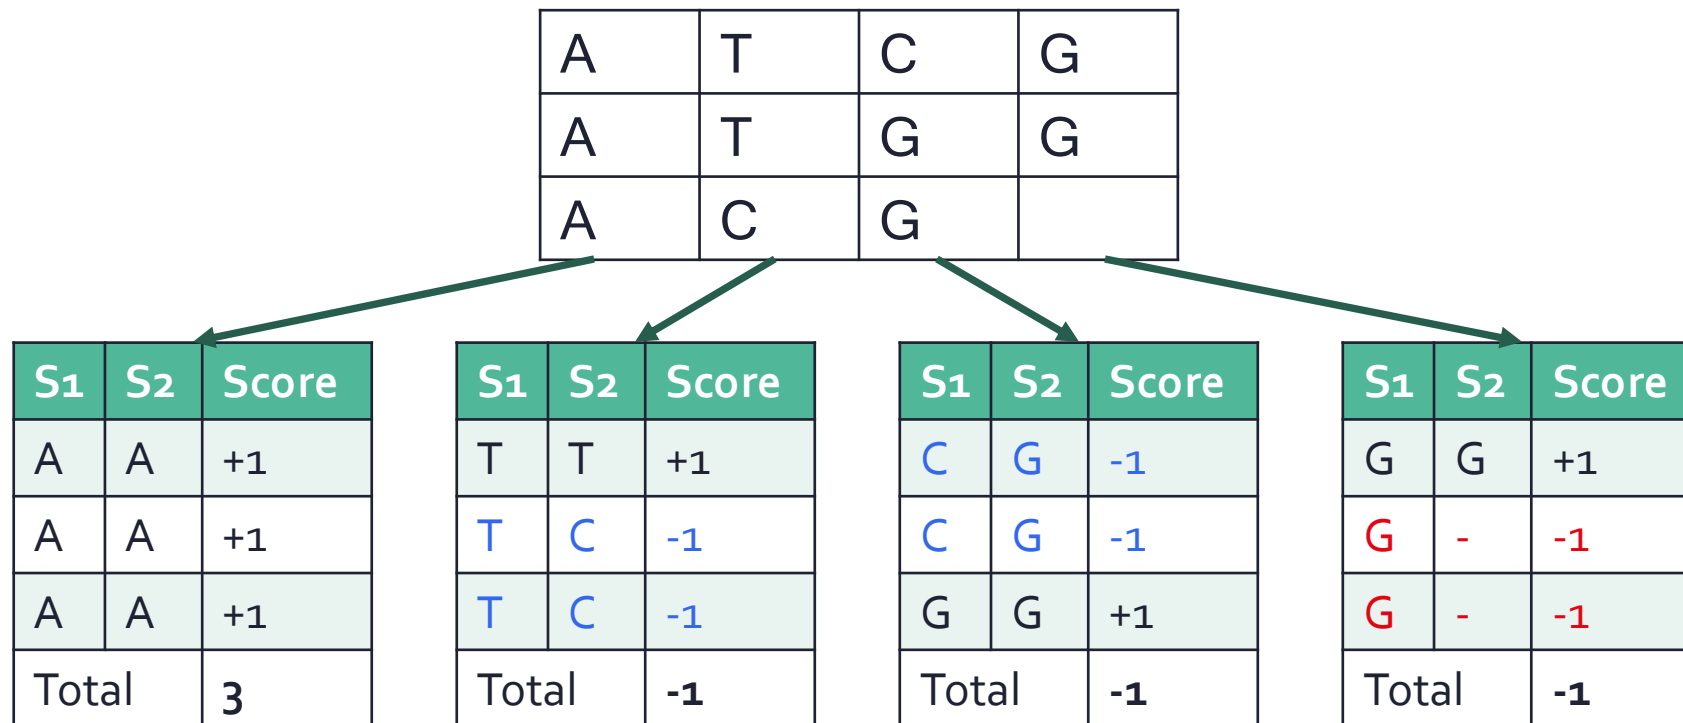 A T C G
A T G G
A C G
S1 S2 Score S1 S2 Score S1 S2 Score S1 S2 Score
A A +1 T T +1 C G -1 G G +1
A A +1 T C -1 C G -1 G - -1
A A +1 T C -1 G G +1 G - -1
Total 3 Total -1 Total -1 Total -1